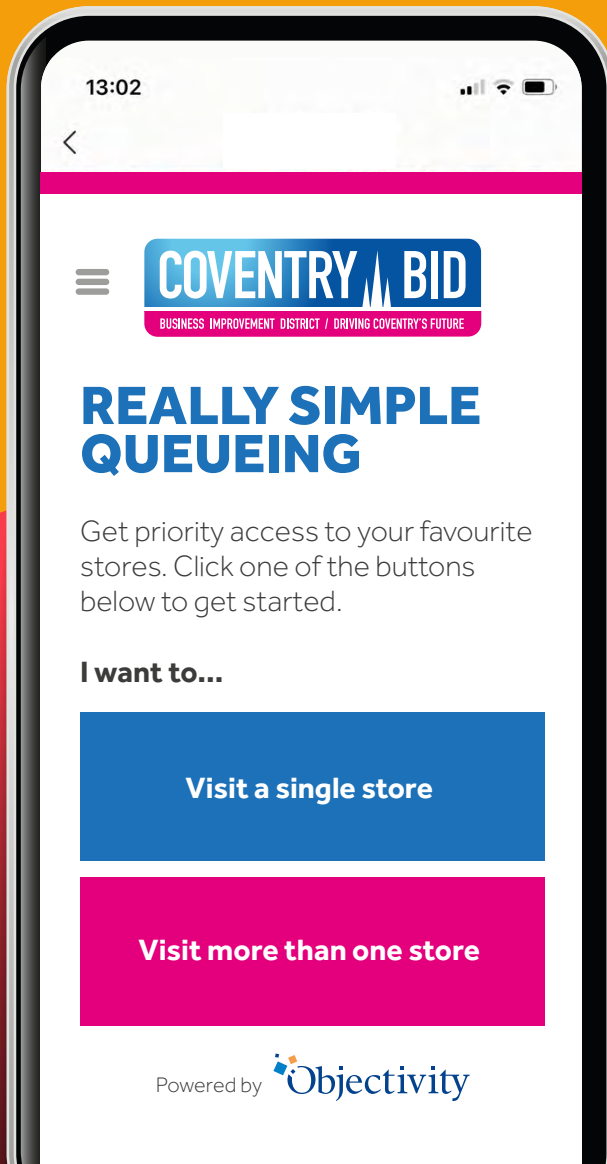 13:02
COVENTRY BID
BUSINESS IMPROVEMENT DISTRICT / DRIVING COVENTRY'S FUTURE
REALLY SIMPLE
QUEUEING
Get priority access to your favourite
stores. Click one of the buttons
below to get started.
I want to...
Visit a single store
Visit more than one store
Powered by Objectivity